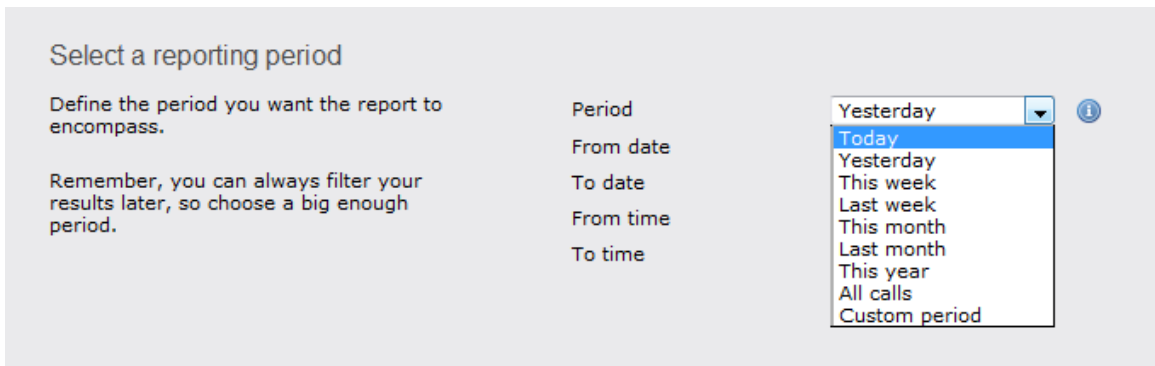 Select a reporting period
Define the period you want the report to
encompass.
Remember, you can always filter your
results later, so choose a big enough
period.
Period
From date
To date
From time
To time
Yesterday
Today
Yesterday
This week
Last week
This month
Last month
This year
All calls
Custom period